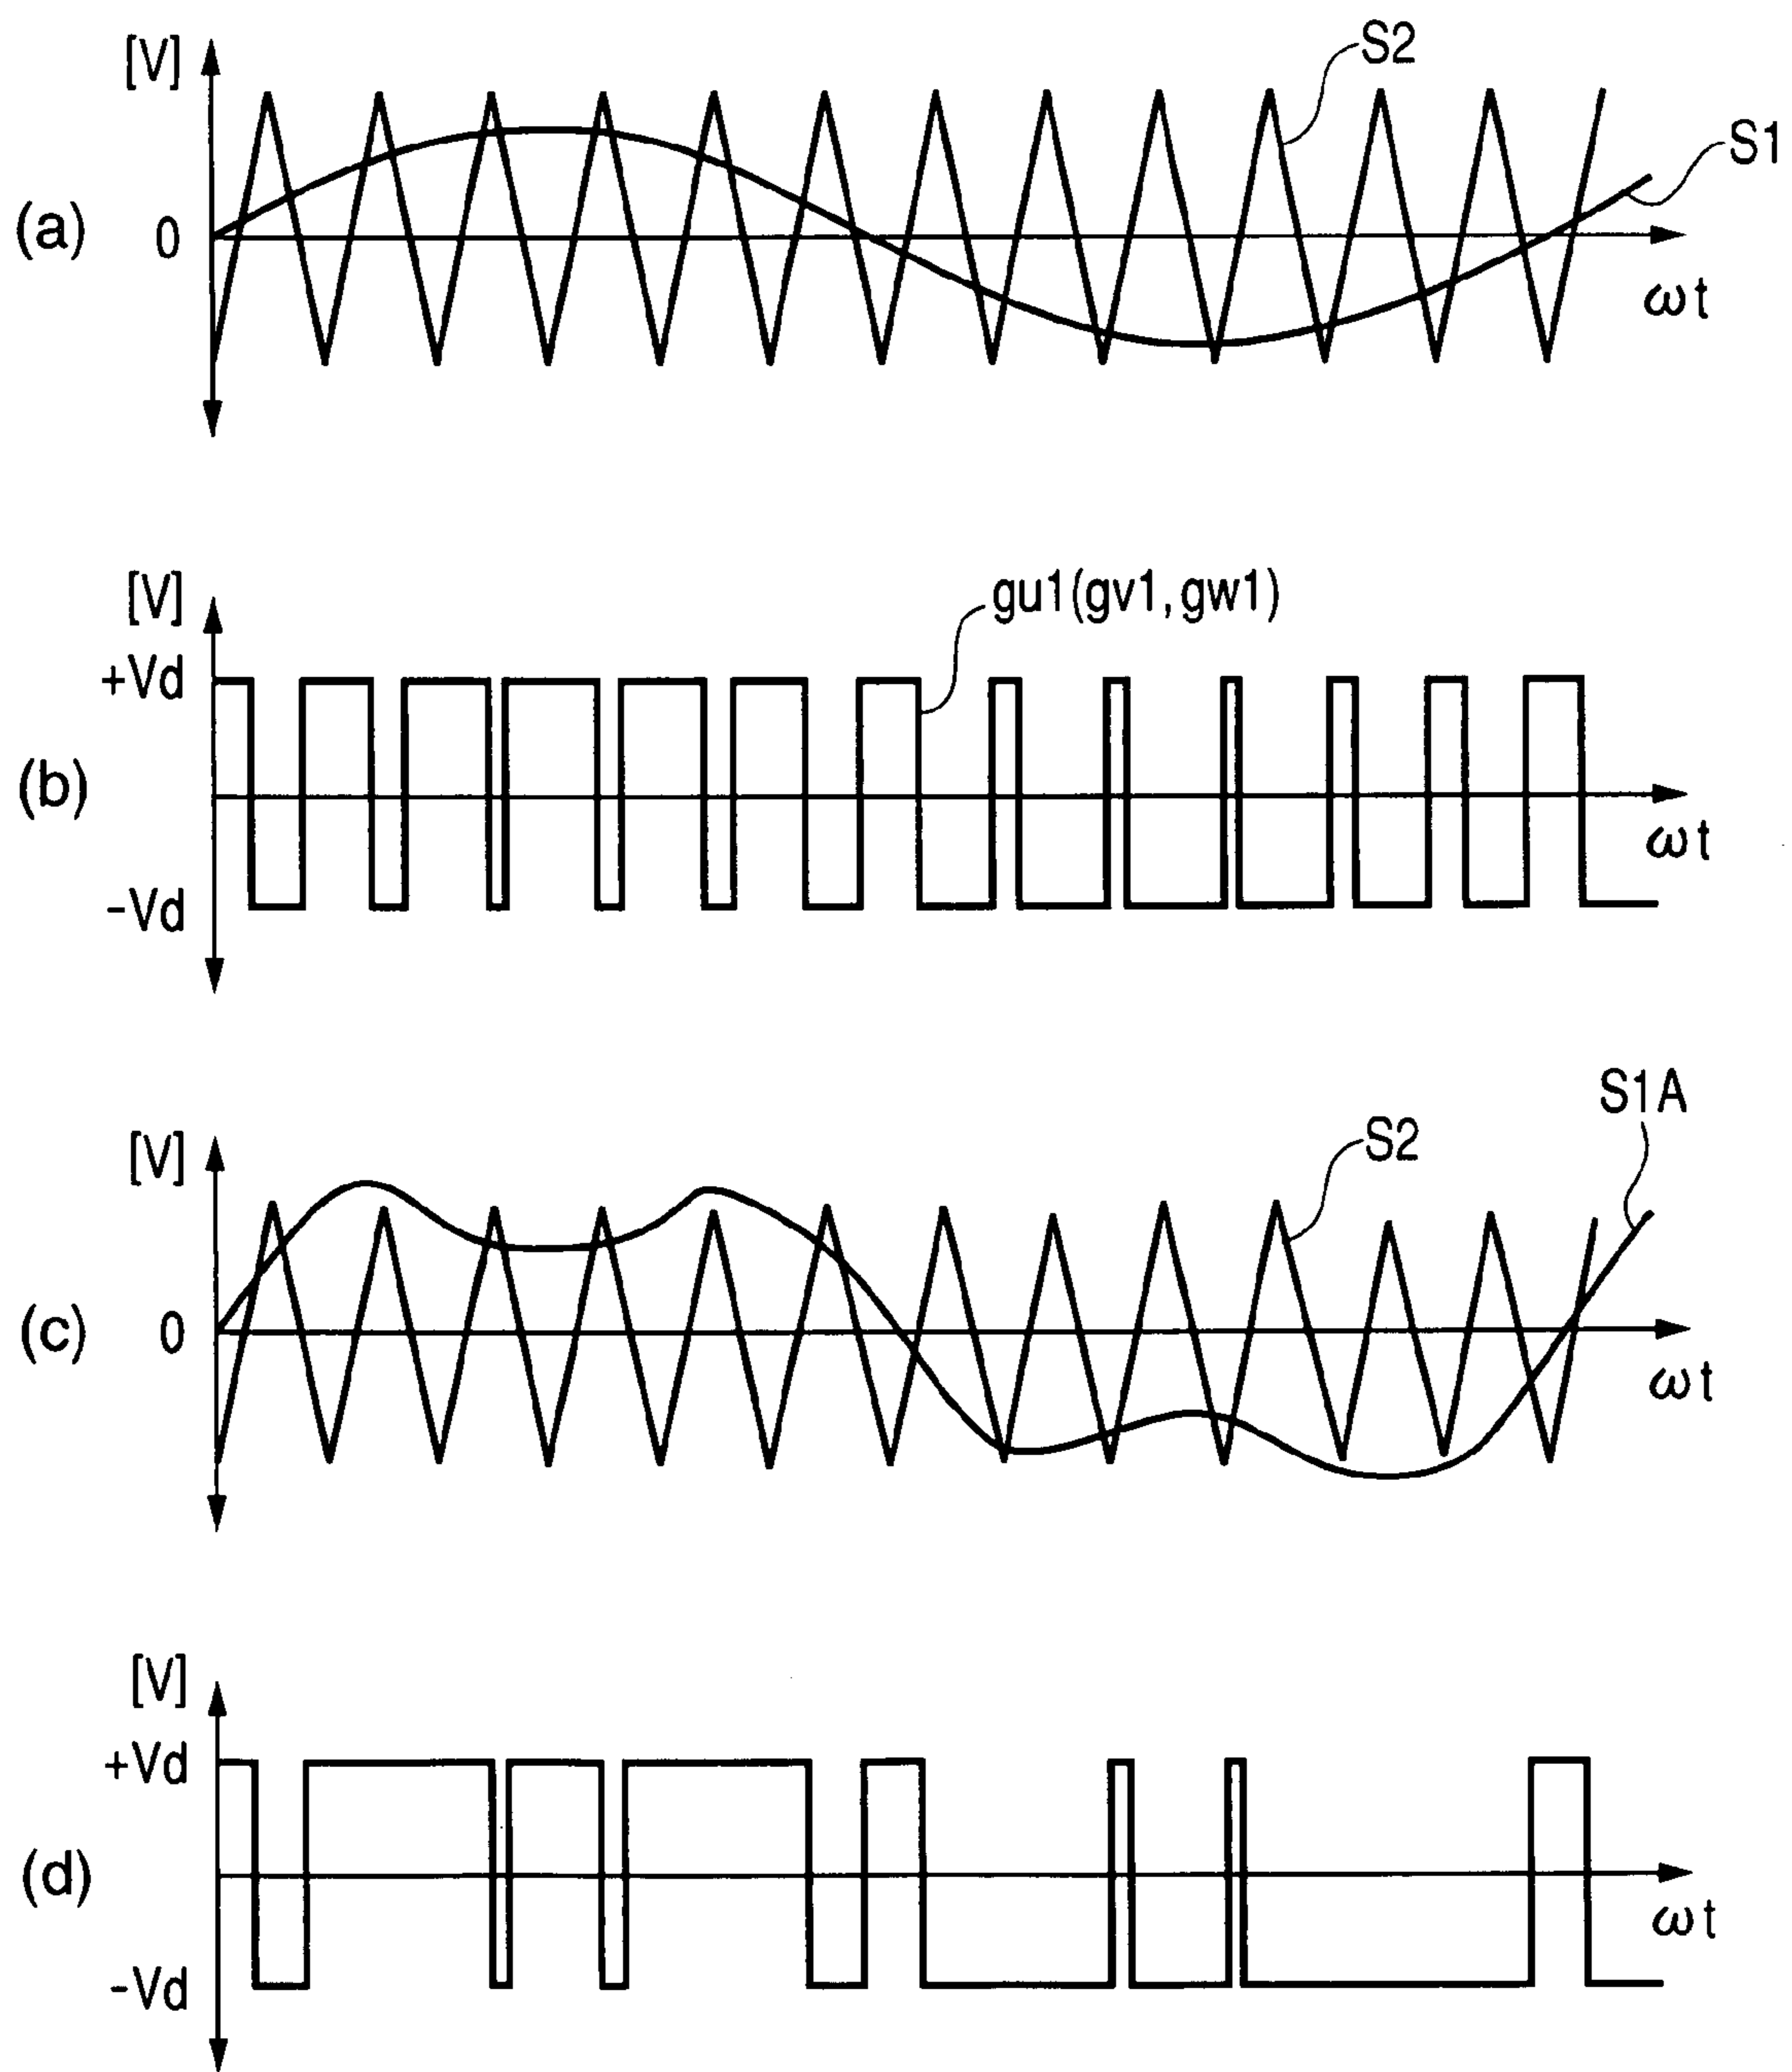 (a)
[V]
0
S2
S1
ωt
(b)
[V]
+Vd
-Vd
gu1(gv1,gw1)
ωt
(c)
[V]
0
S2
S1A
ωt
(d)
[V]
+Vd
-Vd
ωt